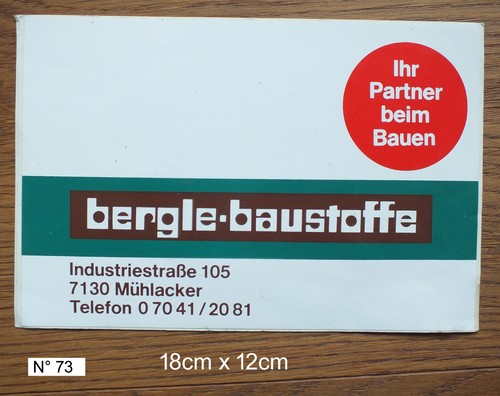 Ihr
Partner
beim
Bauen
bergle-baustoffe
Industriestraße 105
7130 Mühlacker
Telefon 0 70 41 / 20 81
N° 73
18cm x 12cm